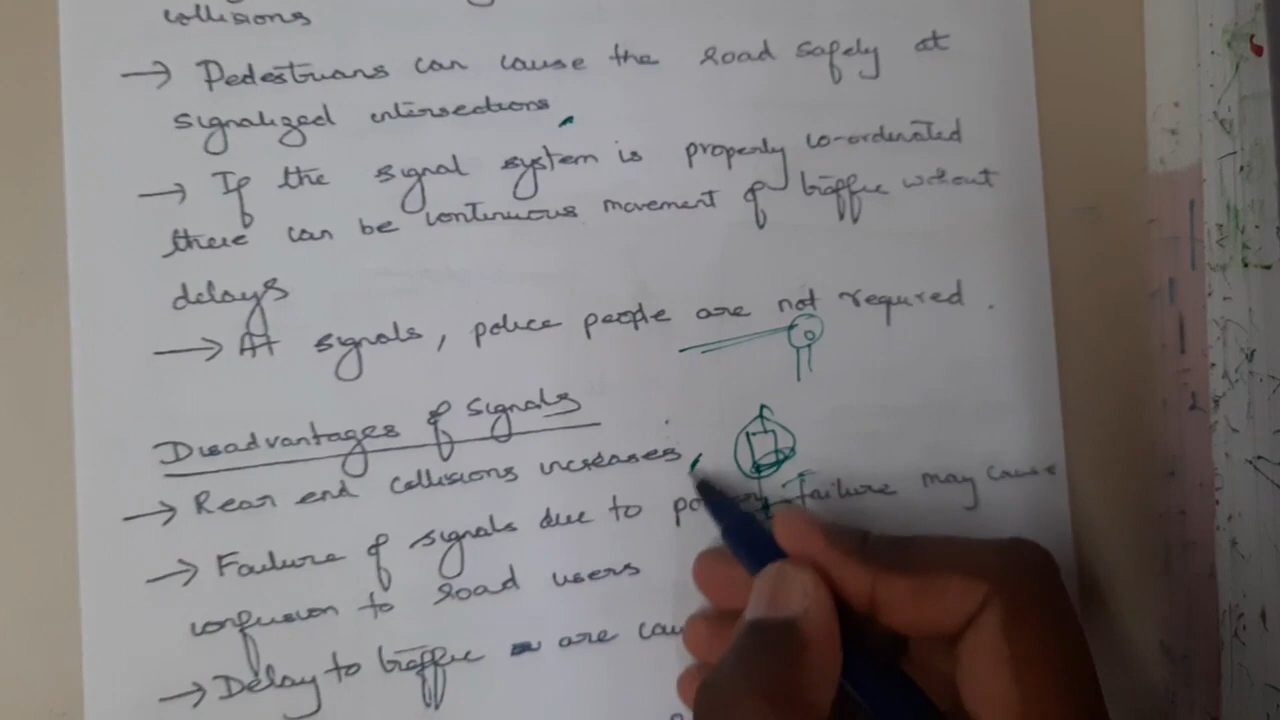 collisions
→ Pedestrians can cause the road safely at
signalized intersections
→ If the signal system is properly co-ordinated
there can be continuous movement of traffic without
delays
→ At signals, police people are not required.
Disadvantages of signals
→ Rear end collisions increases
→ Failure of signals due to failure may cause
confusion to road users
→ Delay to traffic are